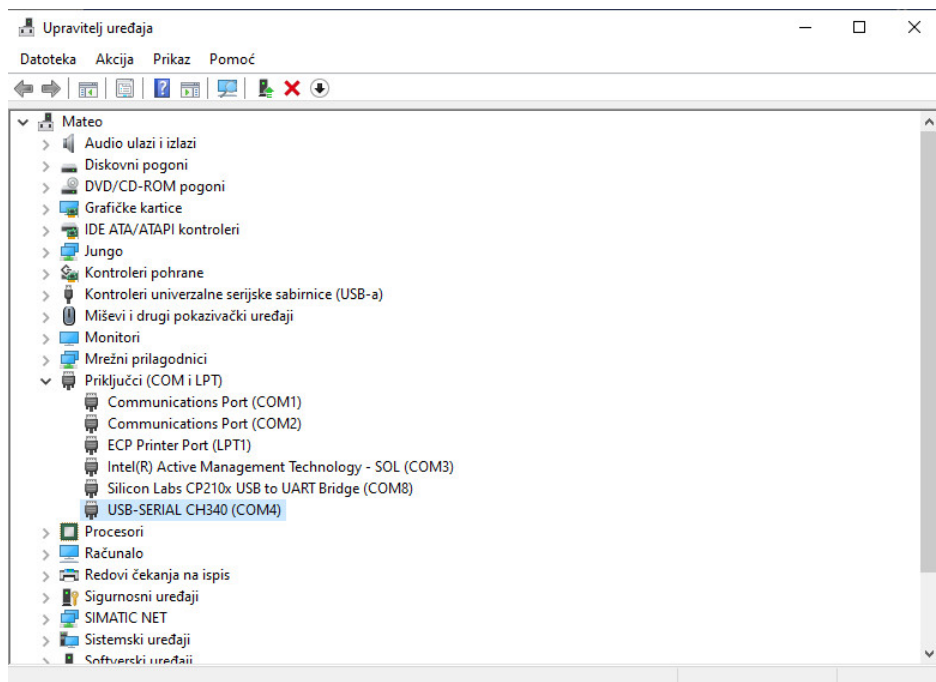 Upravitelj uređaja
Datoteka Akcija Prikaz Pomoć
Mateo
Audio ulazi i izlazi
Diskovni pogoni
DVD/CD-ROM pogoni
Grafičke kartice
IDE ATA/ATAPI kontroleri
Jungo
Kontroleri pohrane
Kontroleri univerzalne serijske sabirnice (USB-a)
Miševi i drugi pokazivački uređaji
Monitori
Mrežni prilagodnici
Priključci (COM i LPT)
Communications Port (COM1)
Communications Port (COM2)
ECP Printer Port (LPT1)
Intel(R) Active Management Technology - SOL (COM3)
Silicon Labs CP210x USB to UART Bridge (COM8)
USB-SERIAL CH340 (COM4)
Procesori
Računalo
Redovi čekanja na ispis
Sigurnosni uređaji
SIMATIC NET
Sistemski uređaji
Softverski uređaji